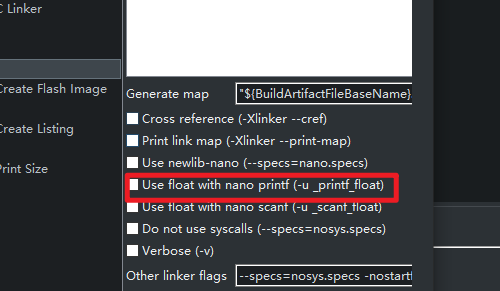 C Linker
Create Flash Image
Create Listing
Print Size
Generate map "${BuildArtifactFileBaseName}
Cross reference (-Xlinker --cref)
Print link map (-Xlinker --print-map)
Use newlib-nano (--specs=nano.specs)
Use float with nano printf (-u _printf_float)
Use float with nano scanf (-u _scanf_float)
Do not use syscalls (--specs=nosys.specs)
Verbose (-v)
Other linker flags --specs=nosys.specs -nostartf